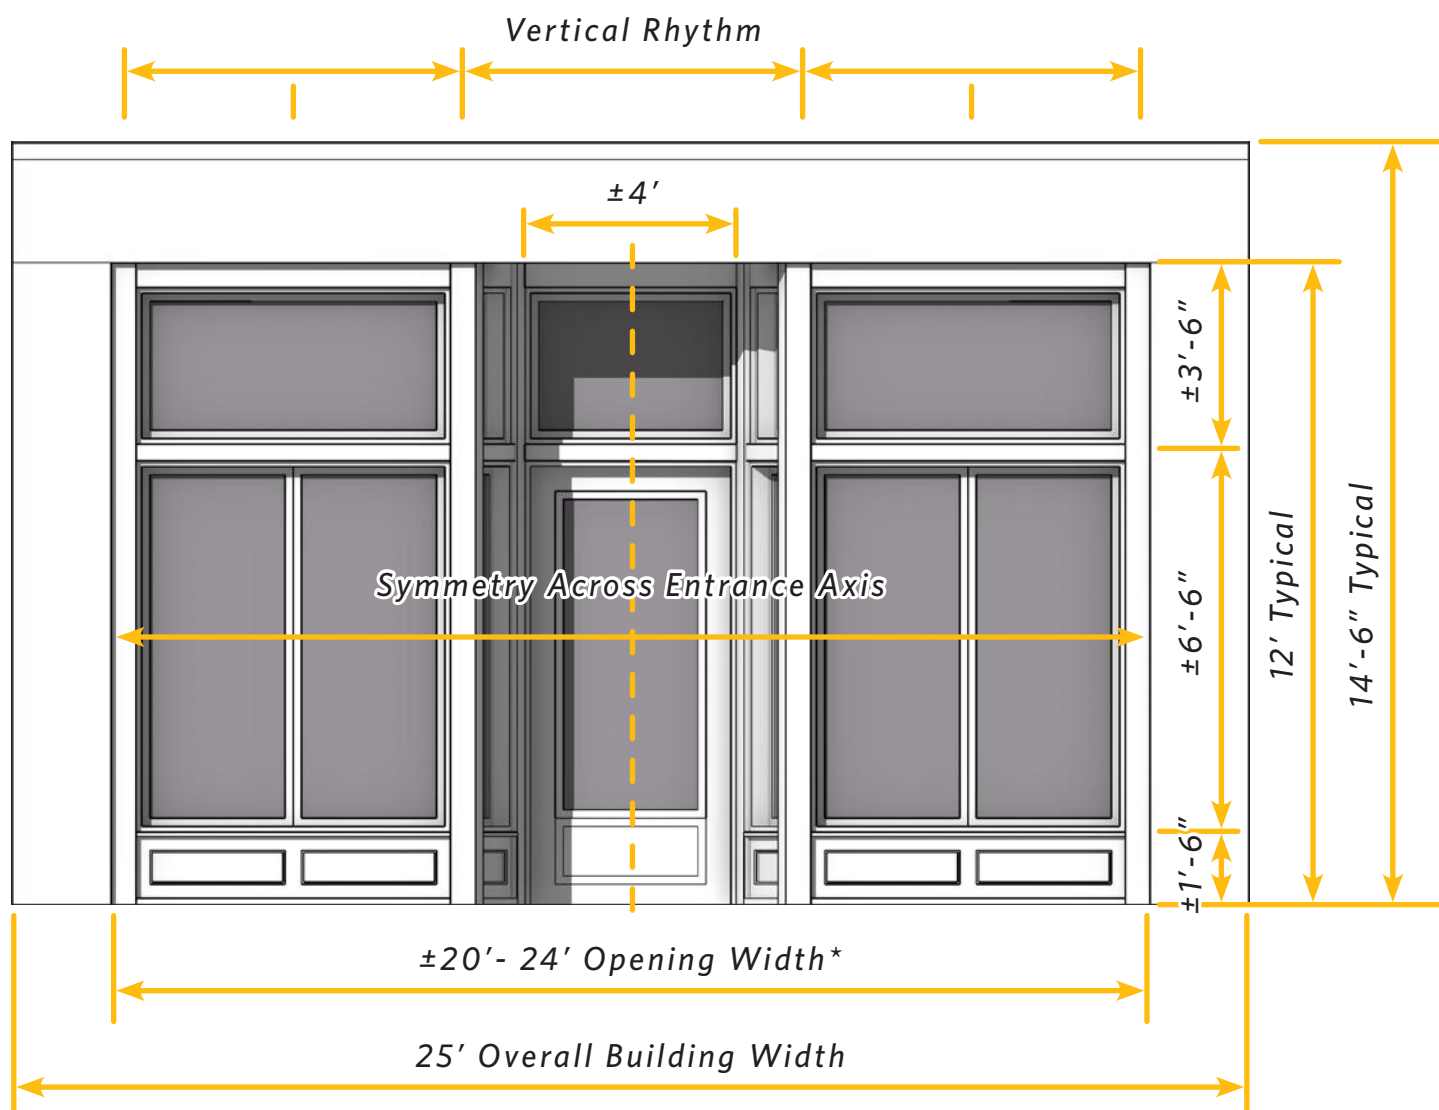 Vertical Rhythm
±4’
±3’-6”
Symmetry Across Entrance Axis
±6’-6”
12’ Typical
14’-6” Typical
±1’-6”
±20’- 24’ Opening Width*
25’ Overall Building Width